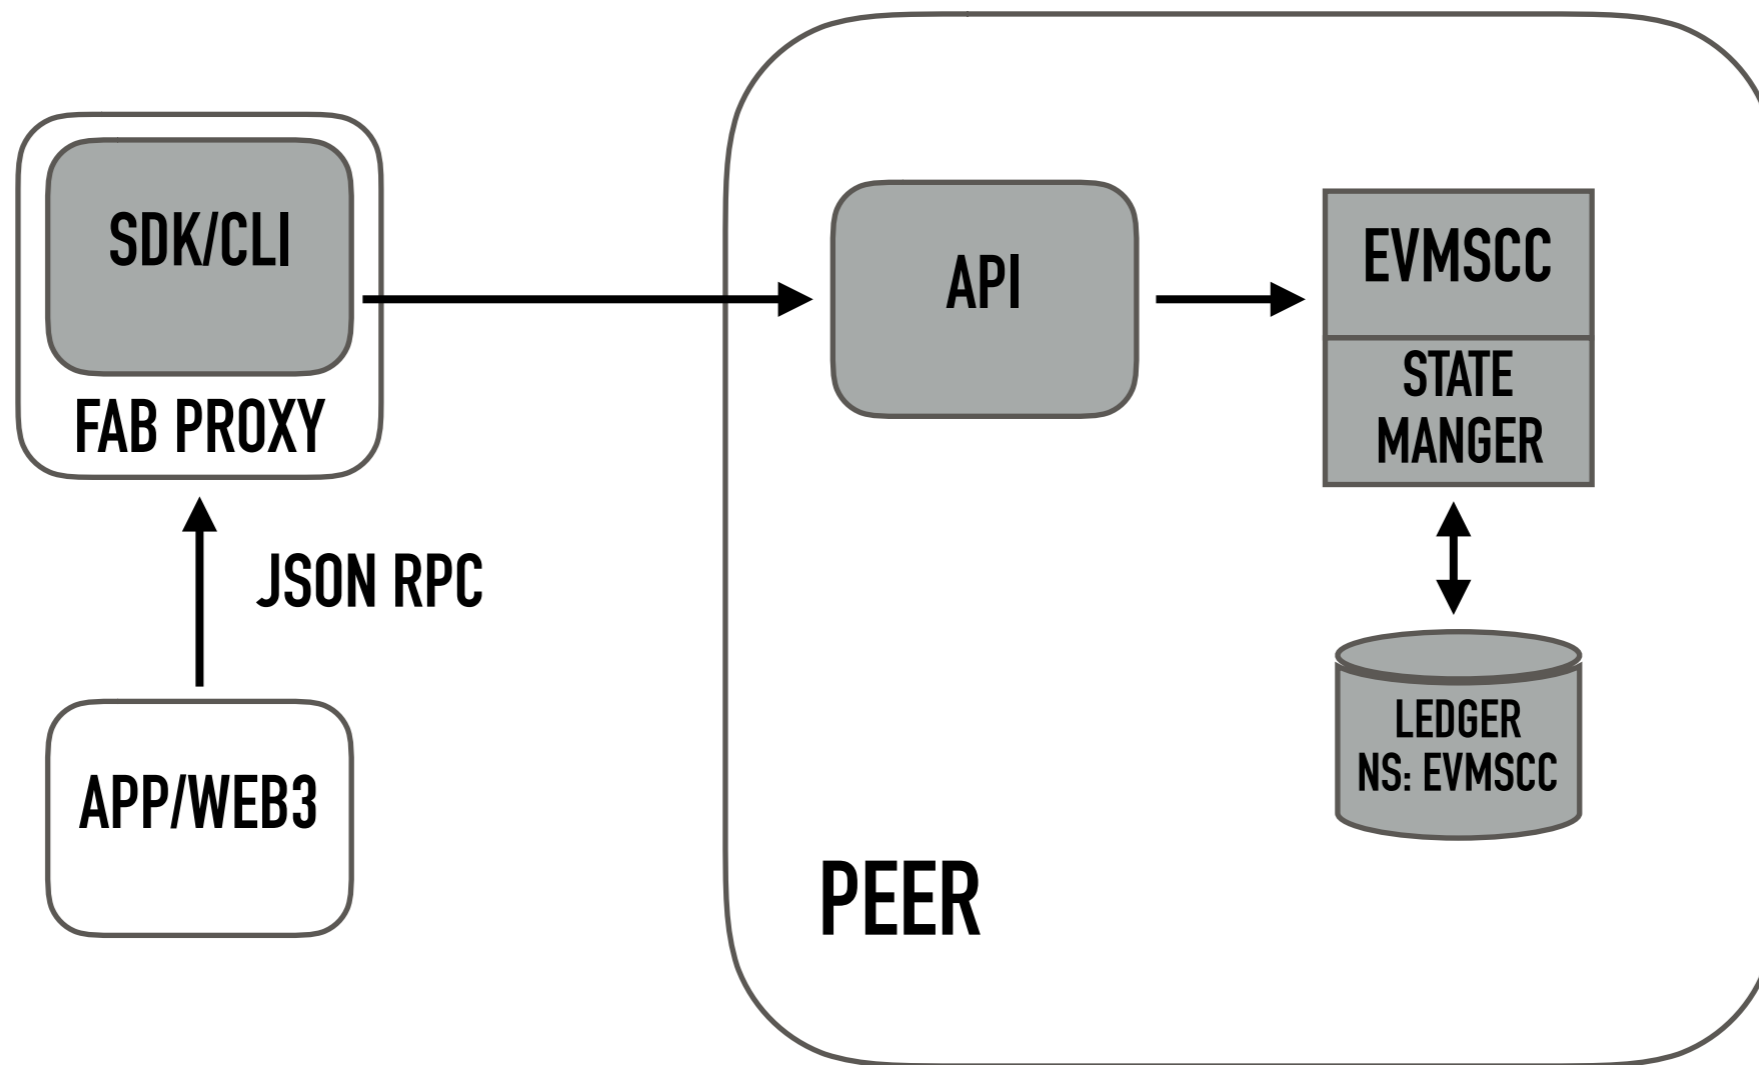 SDK/CLI
FAB PROXY
JSON RPC
APP/WEB3
API
EVMSCC
STATE
MANGER
LEDGER
NS: EVMSCC
PEER